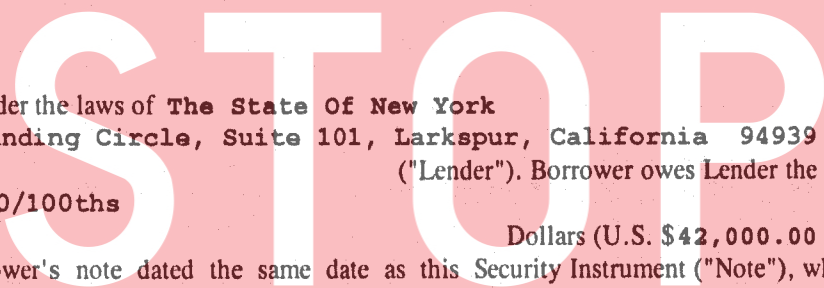 STOP
der the laws of The State Of New York
nding Circle, Suite 101, Larkspur, California 94939
("Lender"). Borrower owes Lender the
0/100ths
Dollars (U.S. $42,000.00
wer's note dated the same date as this Security Instrument ("Note"), wh